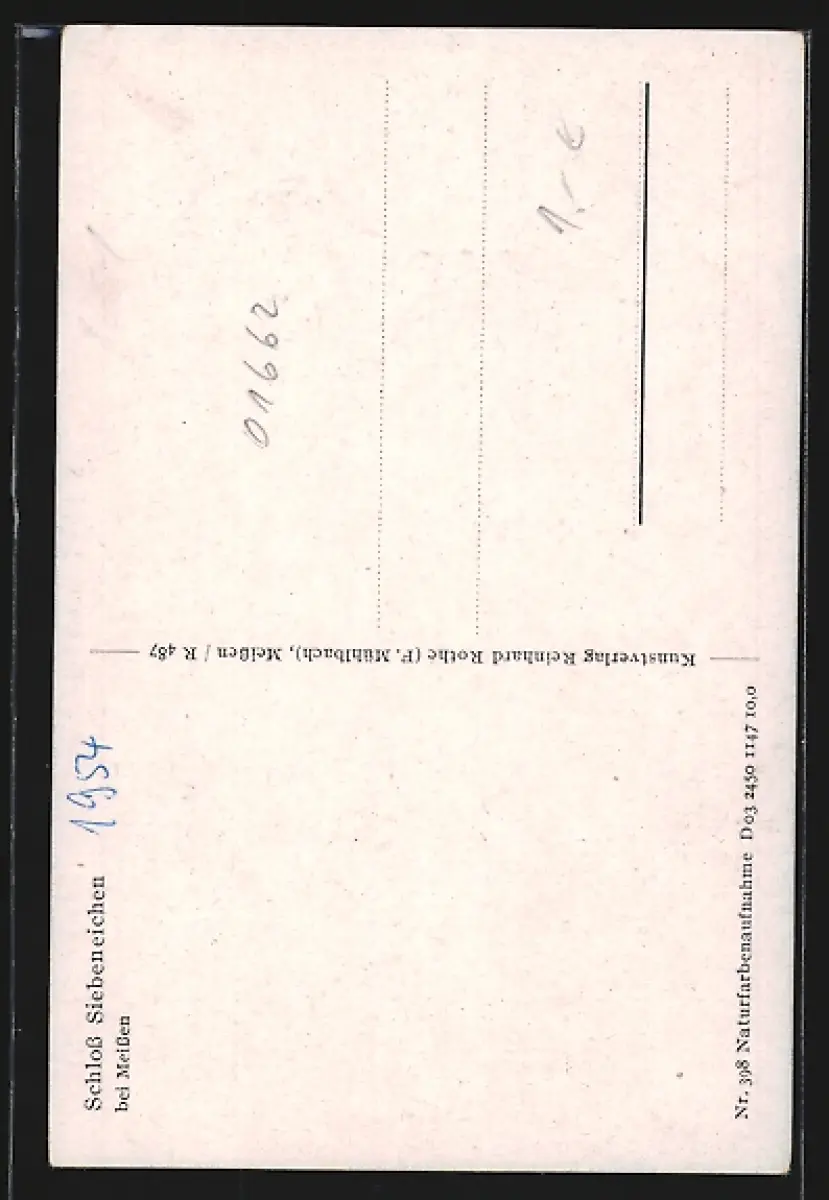 Schloß Siebeneichen
bei Meißen
1954
Nr. 398 Naturfarbenaufnahme D03 2450 1147 10,0
Kunstverlag Reinhard Rothe (F. Mühlbach), Meißen / R 487
01662
1.- €